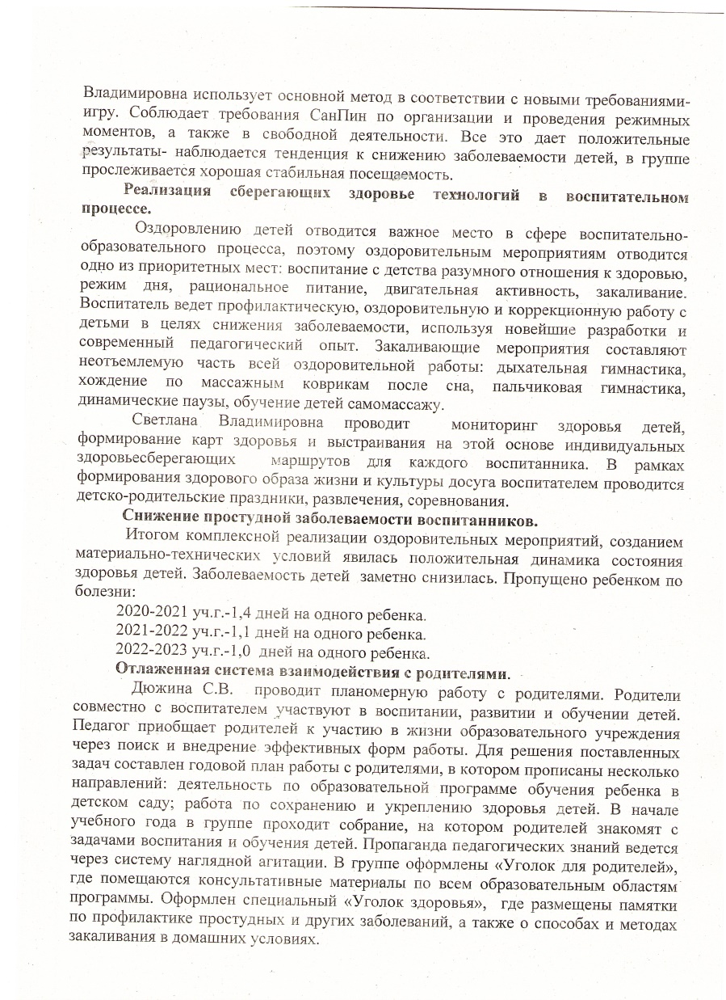 Владимировна использует основной метод в соответствии с новыми требованиями-
игру. Соблюдает требования СанПин по организации и проведения режимных
моментов, а также в свободной деятельности. Все это дает положительные
результаты- наблюдается тенденция к снижению заболеваемости детей, в группе
прослеживается хорошая стабильная посещаемость.
Реализация сберегающих здоровье технологий в воспитательном
процессе.
Оздоровлению детей отводится важное место в сфере воспитательно-
образовательного процесса, поэтому оздоровительным мероприятиям отводится
одно из приоритетных мест: воспитание с детства разумного отношения к здоровью,
режим дня, рациональное питание, двигательная активность, закаливание.
Воспитатель ведет профилактическую, оздоровительную и коррекционную работу с
детьми в целях снижения заболеваемости, используя новейшие разработки и
современный педагогический опыт. Закаливающие мероприятия составляют
неотъемлемую часть всей оздоровительной работы: дыхательная гимнастика,
хождение по массажным коврикам после сна, пальчиковая гимнастика,
динамические паузы, обучение детей самомассажу.
Светлана Владимировна проводит мониторинг здоровья детей,
формирование карт здоровья и выстраивания на этой основе индивидуальных
здоровьесберегающих маршрутов для каждого воспитанника. В рамках
формирования здорового образа жизни и культуры досуга воспитателем проводится
детско-родительские праздники, развлечения, соревнования.
Снижение простудной заболеваемости воспитанников.
Итогом комплексной реализации оздоровительных мероприятий, созданием
материально-технических условий явилась положительная динамика состояния
здоровья детей. Заболеваемость детей заметно снизилась. Пропущено ребенком по
болезни:
2020-2021 уч.г.-1,4 дней на одного ребенка.
2021-2022 уч.г.-1,1 дней на одного ребенка.
2022-2023 уч.г.-1,0 дней на одного ребенка.
Отлаженная система взаимодействия с родителями.
Дюжина С.В. проводит планомерную работу с родителями. Родители
совместно с воспитателем участвуют в воспитании, развитии и обучении детей.
Педагог приобщает родителей к участию в жизни образовательного учреждения
через поиск и внедрение эффективных форм работы. Для решения поставленных
задач составлен годовой план работы с родителями, в котором прописаны несколько
направлений: деятельность по образовательной программе обучения ребенка в
детском саду; работа по сохранению и укреплению здоровья детей. В начале
учебного года в группе проходит собрание, на котором родителей знакомят с
задачами воспитания и обучения детей. Пропаганда педагогических знаний ведется
через систему наглядной агитации. В группе оформлены «Уголок для родителей»,
где помещаются консультативные материалы по всем образовательным областям
программы. Оформлен специальный «Уголок здоровья», где размещены памятки
по профилактике простудных и других заболеваний, а также о способах и методах
закаливания в домашних условиях.